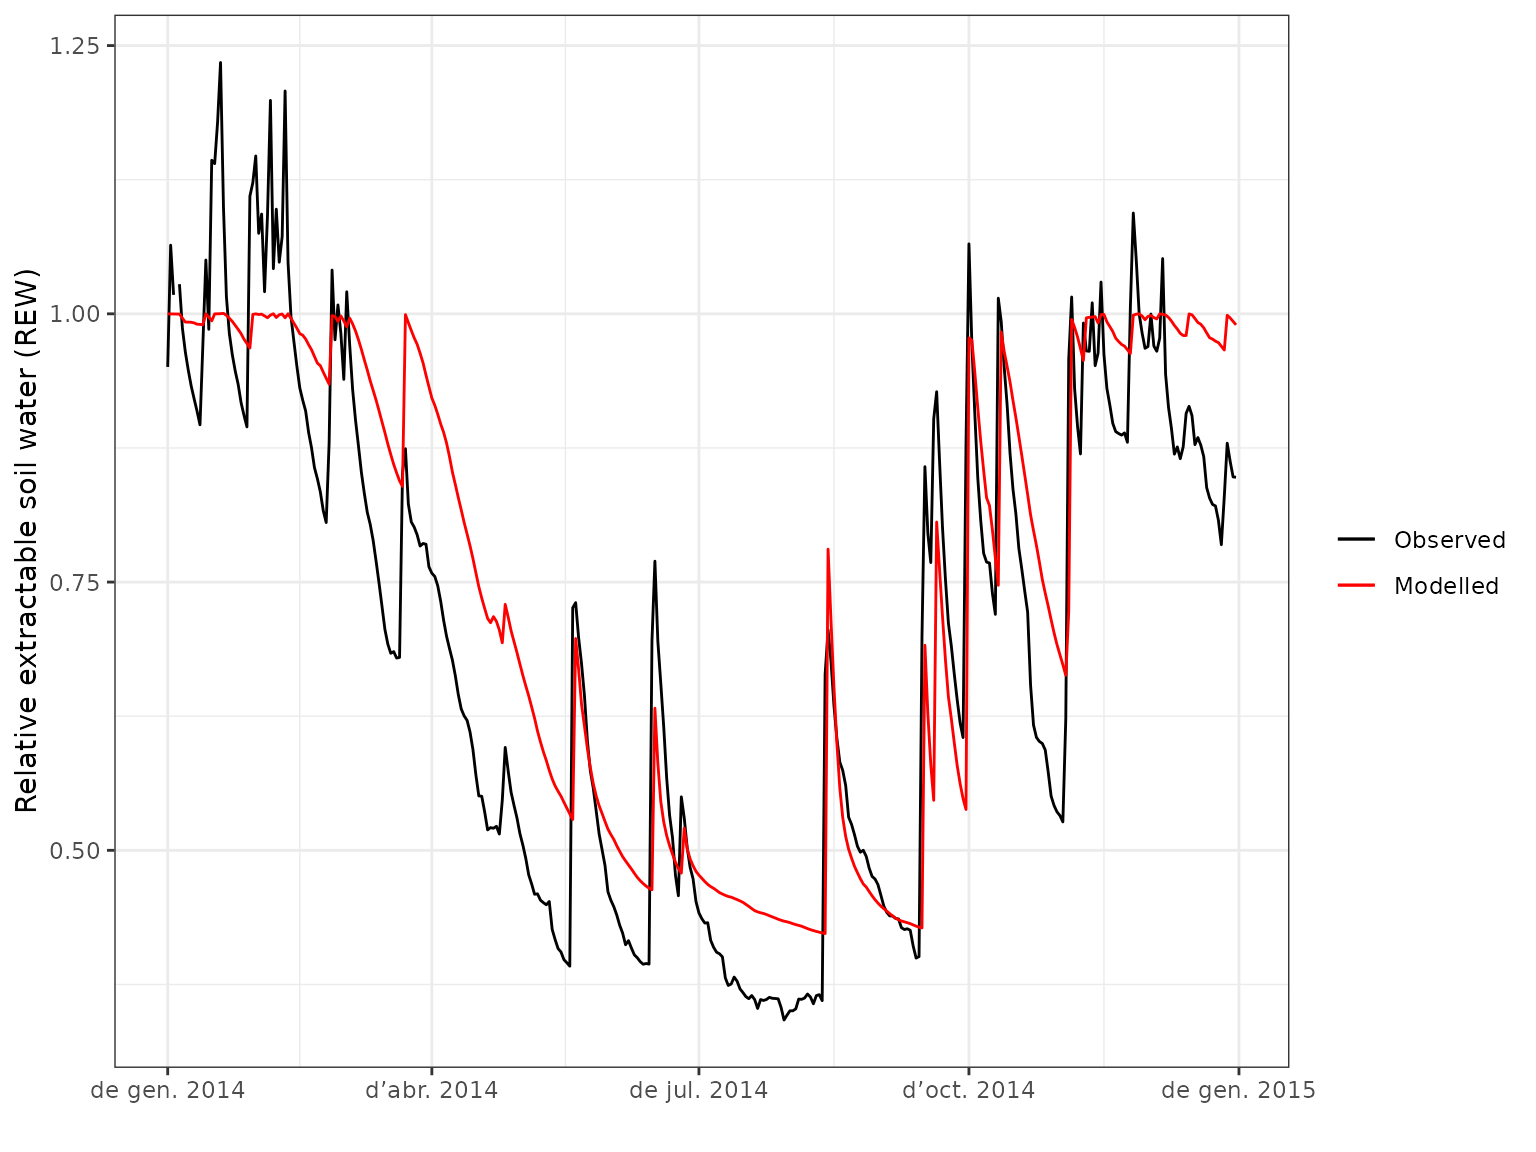 Relative extractable soil water (REW)
1.25
1.00
0.75
0.50
de gen. 2014
d’abr. 2014
de jul. 2014
d’oct. 2014
de gen. 2015
Observed
Modelled